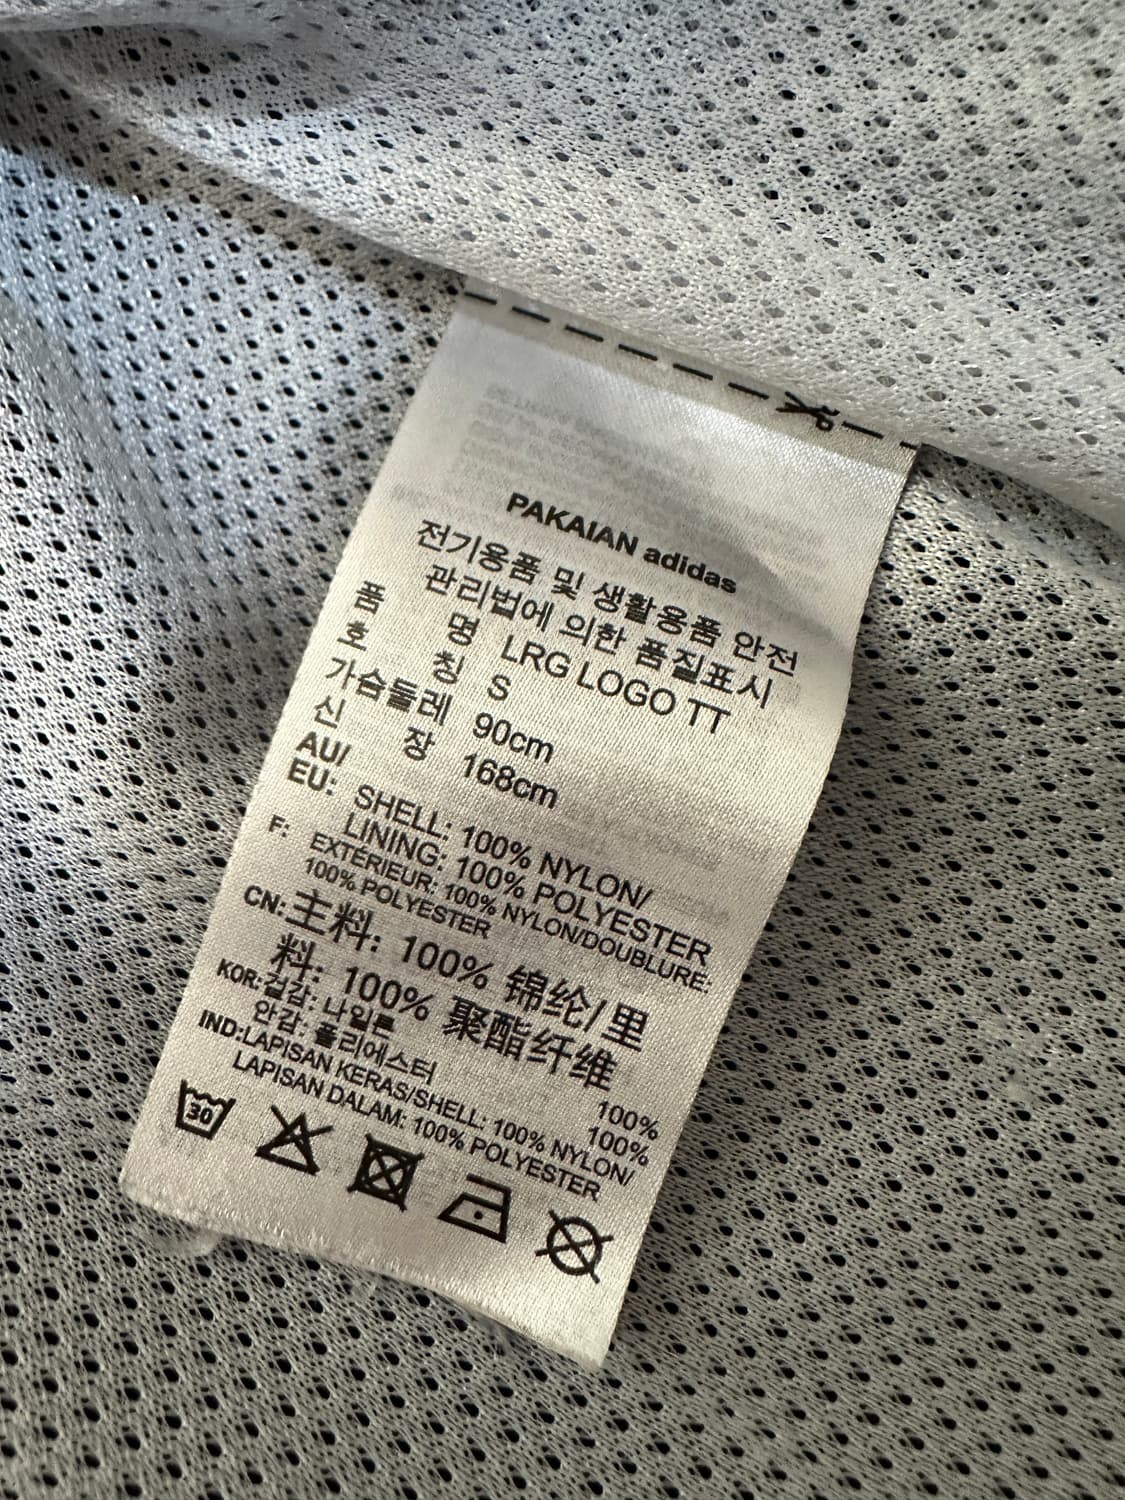 PAKAIAN adidas
전기용품 및 생활용품 안전
관리법에 의한 품질표시
품 명 LRG LOGO TT
호 칭 S
가슴둘레 90cm
신 장 168cm
AU/
EU: SHELL: 100% NYLON/
LINING: 100% POLYESTER
F: EXTÉRIEUR: 100% NYLON/DOUBLURE:
100% POLYESTER
CN: 主料: 100% 锦纶/里
料: 100% 聚酯纤维
KOR: 겉감: 나일론 100%
안감: 폴리에스터 100%
IND:LAPISAN KERAS/SHELL: 100% NYLON/
LAPISAN DALAM: 100% POLYESTER
30